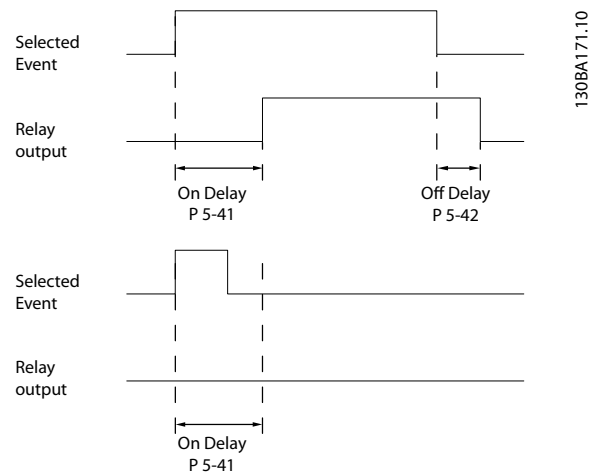 Selected
Event
130BA171.10
Relay
output
On Delay
P 5-41
Off Delay
P 5-42
Selected
Event
Relay
output
On Delay
P 5-41